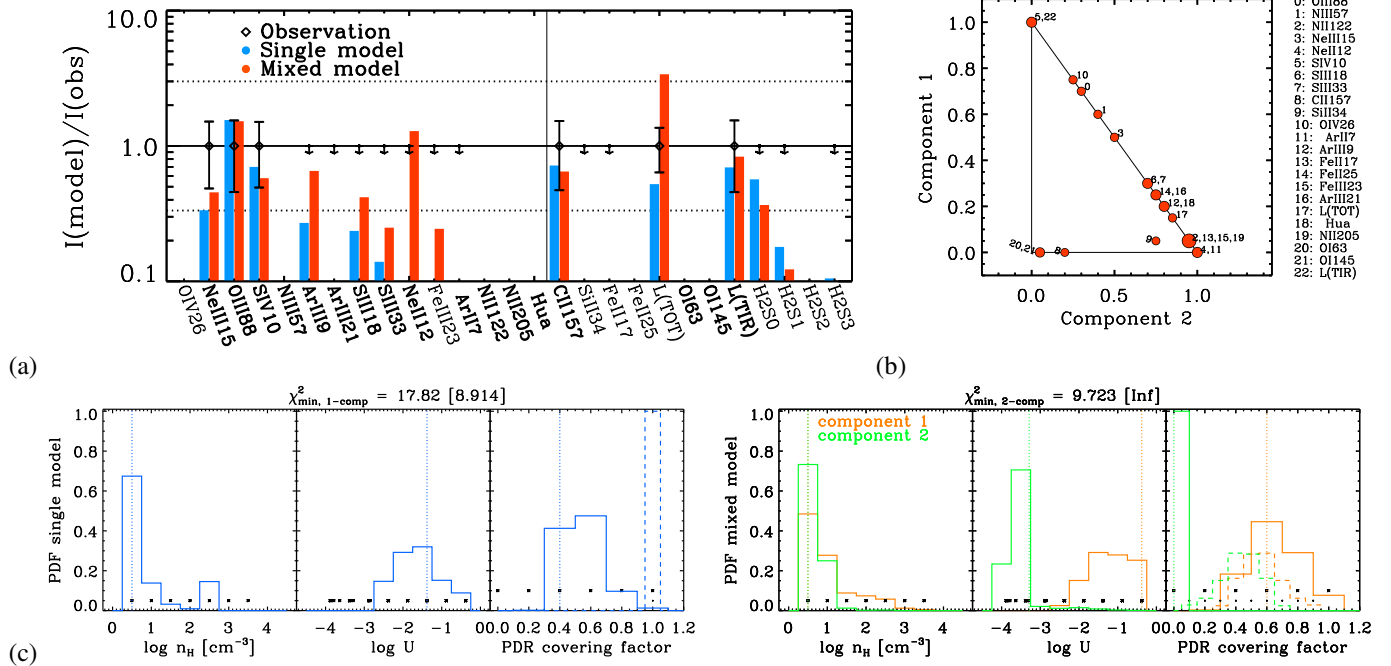 10.0
1.0
0.1
I(model)/I(obs)
Observation
Single model
Mixed model
OIV26
NeIII15
OIII88
SIV10
NIII57
ArIII9
ArIII21
SIII18
SIII33
NeII12
FeIII23
ArII7
NII122
NII205
Hua
CII157
SiII34
FeII17
FeII25
L(TOT)
OI63
OI145
L(TIR)
H2S0
H2S1
H2S2
H2S3
(a)
1.0
0.8
0.6
0.4
0.2
0.0
Component 1
5,22
10
0
1
3
6,7
14,16
12,18
17
2,13,15,19
9
20,21
8
4,11
0.0 0.5 1.0
Component 2
0: OIII88
1: NIII57
2: NII122
3: NeIII15
4: NeII12
5: SIV10
6: SIII18
7: SIII33
8: CII157
9: SiII34
10: OIV26
11: ArII7
12: ArIII9
13: FeII17
14: FeII25
15: FeIII23
16: ArIII21
17: L(TOT)
18: Hua
19: NII205
20: OI63
21: OI145
22: L(TIR)
(b)
χ²min, 1-comp = 17.82 [8.914]
1.0
0.8
0.6
0.4
0.2
0.0
PDF single model
0 1 2 3 4
log nH [cm⁻³]
-4 -3 -2 -1 0
log U
0.0 0.2 0.4 0.6 0.8 1.0 1.2
PDR covering factor
χ²min, 2-comp = 9.723 [Inf]
component 1
component 2
1.0
0.8
0.6
0.4
0.2
0.0
PDF mixed model
0 1 2 3 4
log nH [cm⁻³]
-4 -3 -2 -1 0
log U
0.0 0.2 0.4 0.6 0.8 1.0 1.2
PDR covering factor
(c)